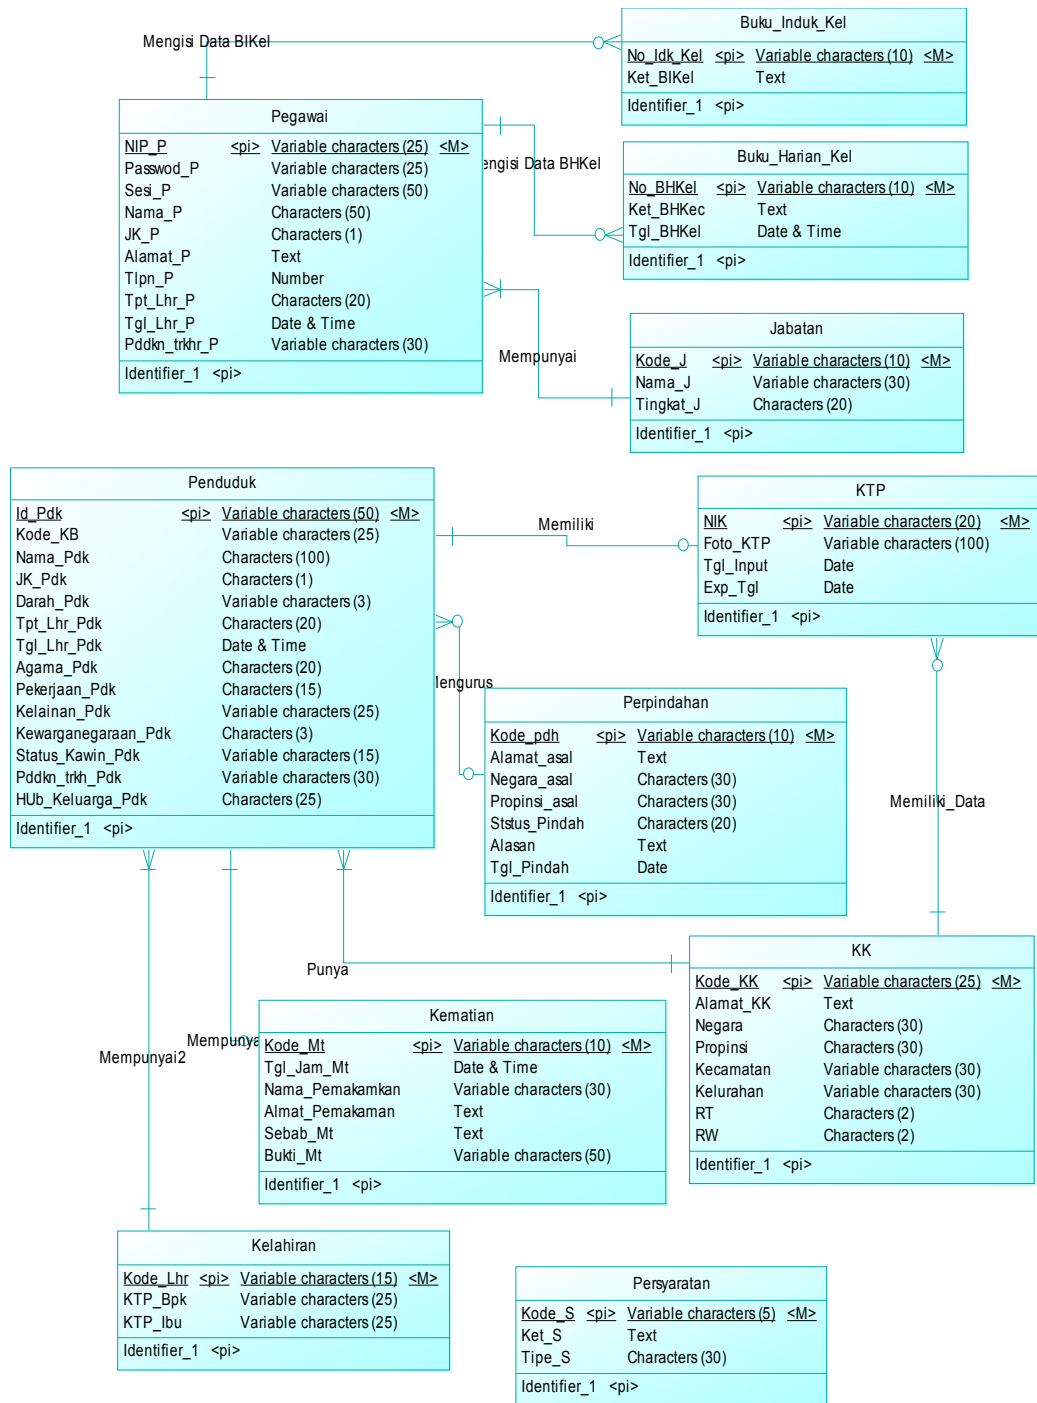 Mengisi Data BIKel
Buku_Induk_Kel
No_Idk_Kel <pi> Variable characters (10) <M>
Ket_BIKel Text
Identifier_1 <pi>
Pegawai
NIP_P <pi> Variable characters (25) <M>
Passwod_P Variable characters (25)
Sesi_P Variable characters (50)
Nama_P Characters (50)
JK_P Characters (1)
Alamat_P Text
Tlpn_P Number
Tpt_Lhr_P Characters (20)
Tgl_Lhr_P Date & Time
Pddkn_trkhr_P Variable characters (30)
Identifier_1 <pi>
engisi Data BHKel
Buku_Harian_Kel
No_BHKel <pi> Variable characters (10) <M>
Ket_BHKec Text
Tgl_BHKel Date & Time
Identifier_1 <pi>
Mempunyai
Jabatan
Kode_J <pi> Variable characters (10) <M>
Nama_J Variable characters (30)
Tingkat_J Characters (20)
Identifier_1 <pi>
Penduduk
Id_Pdk <pi> Variable characters (50) <M>
Kode_KB Variable characters (25)
Nama_Pdk Characters (100)
JK_Pdk Characters (1)
Darah_Pdk Variable characters (3)
Tpt_Lhr_Pdk Characters (20)
Tgl_Lhr_Pdk Date & Time
Agama_Pdk Characters (20)
Pekerjaan_Pdk Characters (15)
Kelainan_Pdk Variable characters (25)
Kewarganegaraan_Pdk Characters (3)
Status_Kawin_Pdk Variable characters (15)
Pddkn_trkh_Pdk Variable characters (30)
HUb_Keluarga_Pdk Characters (25)
Identifier_1 <pi>
Memiliki
KTP
NIK <pi> Variable characters (20) <M>
Foto_KTP Variable characters (100)
Tgl_Input Date
Exp_Tgl Date
Identifier_1 <pi>
lengurus
Perpindahan
Kode_pdh <pi> Variable characters (10) <M>
Alamat_asal Text
Negara_asal Characters (30)
Propinsi_asal Characters (30)
Ststus_Pindah Characters (20)
Alasan Text
Tgl_Pindah Date
Identifier_1 <pi>
Memiliki_Data
KK
Kode_KK <pi> Variable characters (25) <M>
Alamat_KK Text
Negara Characters (30)
Propinsi Characters (30)
Kecamatan Variable characters (30)
Kelurahan Variable characters (30)
RT Characters (2)
RW Characters (2)
Identifier_1 <pi>
Punya
Mempunya
Mempunyai2
Kematian
Kode_Mt <pi> Variable characters (10) <M>
Tgl_Jam_Mt Date & Time
Nama_Pemakamkan Variable characters (30)
Almat_Pemakaman Text
Sebab_Mt Text
Bukti_Mt Variable characters (50)
Identifier_1 <pi>
Kelahiran
Kode_Lhr <pi> Variable characters (15) <M>
KTP_Bpk Variable characters (25)
KTP_Ibu Variable characters (25)
Identifier_1 <pi>
Persyaratan
Kode_S <pi> Variable characters (5) <M>
Ket_S Text
Tipe_S Characters (30)
Identifier_1 <pi>